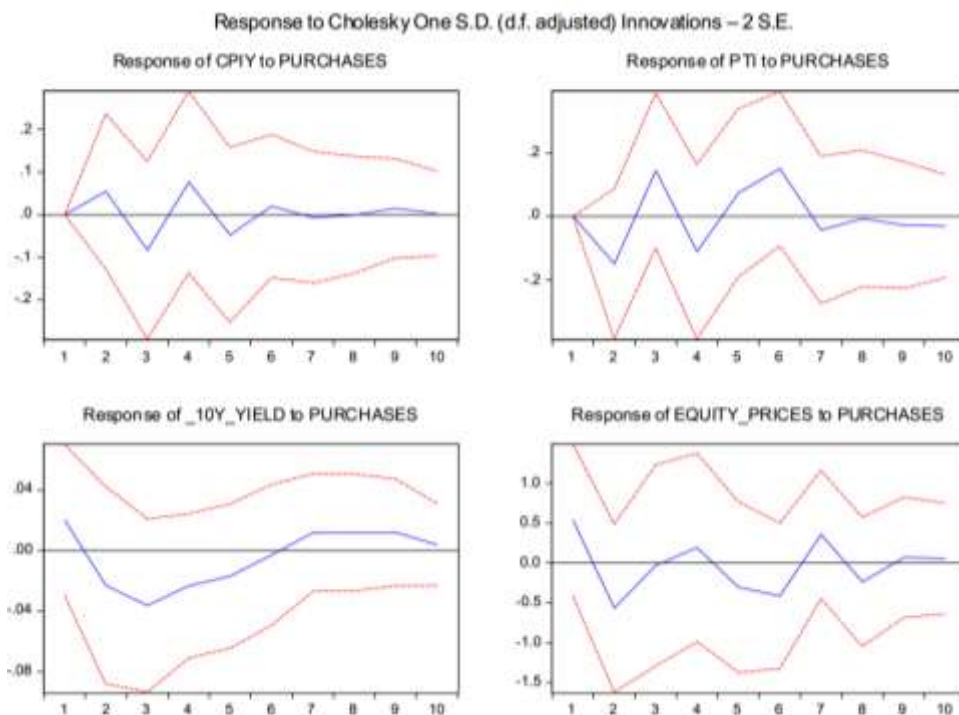 Response to Cholesky One S.D. (d.f. adjusted) Innovations – 2 S.E.
Response of CPIY to PURCHASES
.2
.1
.0
-.1
-.2
1 2 3 4 5 6 7 8 9 10
Response of PTI to PURCHASES
.2
.0
-.2
1 2 3 4 5 6 7 8 9 10
Response of _10Y_YIELD to PURCHASES
.04
.00
-.04
-.08
1 2 3 4 5 6 7 8 9 10
Response of EQUITY_PRICES to PURCHASES
1.0
0.5
0.0
-0.5
-1.0
-1.5
1 2 3 4 5 6 7 8 9 10